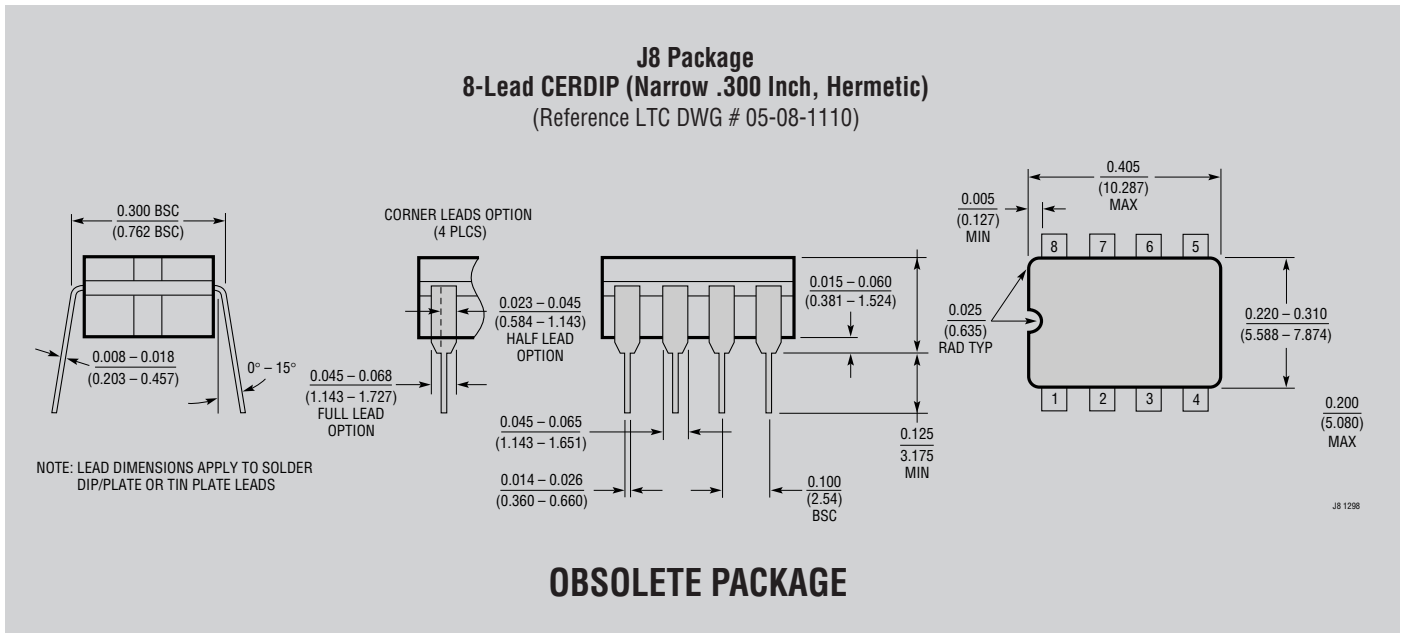 J8 Package
8-Lead CERDIP (Narrow .300 Inch, Hermetic)
(Reference LTC DWG # 05-08-1110)
0.300 BSC
(0.762 BSC)
0.008 – 0.018
(0.203 – 0.457)
0° – 15°
NOTE: LEAD DIMENSIONS APPLY TO SOLDER
DIP/PLATE OR TIN PLATE LEADS
CORNER LEADS OPTION
(4 PLCS)
0.023 – 0.045
(0.584 – 1.143)
HALF LEAD
OPTION
0.045 – 0.068
(1.143 – 1.727)
FULL LEAD
OPTION
0.015 – 0.060
(0.381 – 1.524)
0.045 – 0.065
(1.143 – 1.651)
0.014 – 0.026
(0.360 – 0.660)
0.100
(2.54)
BSC
0.125
3.175
MIN
0.005
(0.127)
MIN
0.405
(10.287)
MAX
8 7 6 5
0.025
(0.635)
RAD TYP
0.220 – 0.310
(5.588 – 7.874)
1 2 3 4
0.200
(5.080)
MAX
J8 1298
OBSOLETE PACKAGE